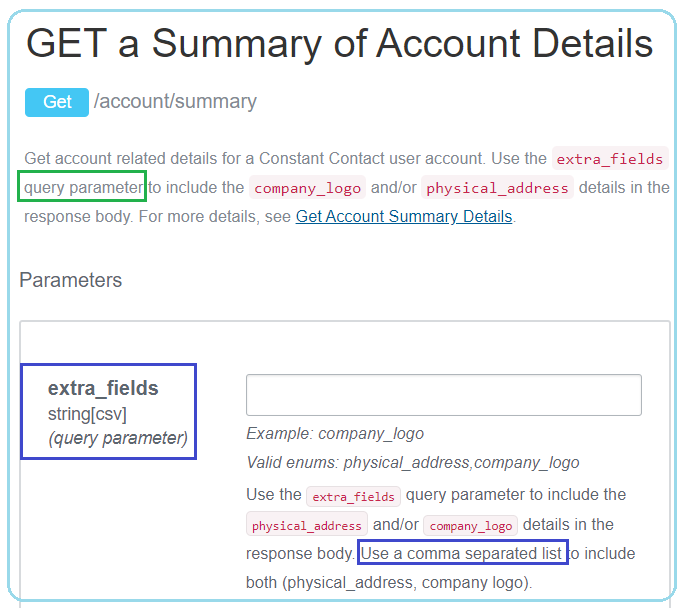 GET a Summary of Account Details
Get /account/summary
Get account related details for a Constant Contact user account. Use the extra_fields
query parameter to include the company_logo and/or physical_address details in the
response body. For more details, see Get Account Summary Details.
Parameters
extra_fields
string[csv]
(query parameter)
Example: company_logo
Valid enums: physical_address,company_logo
Use the extra_fields query parameter to include the
physical_address and/or company_logo details in the
response body. Use a comma separated list to include
both (physical_address, company logo).